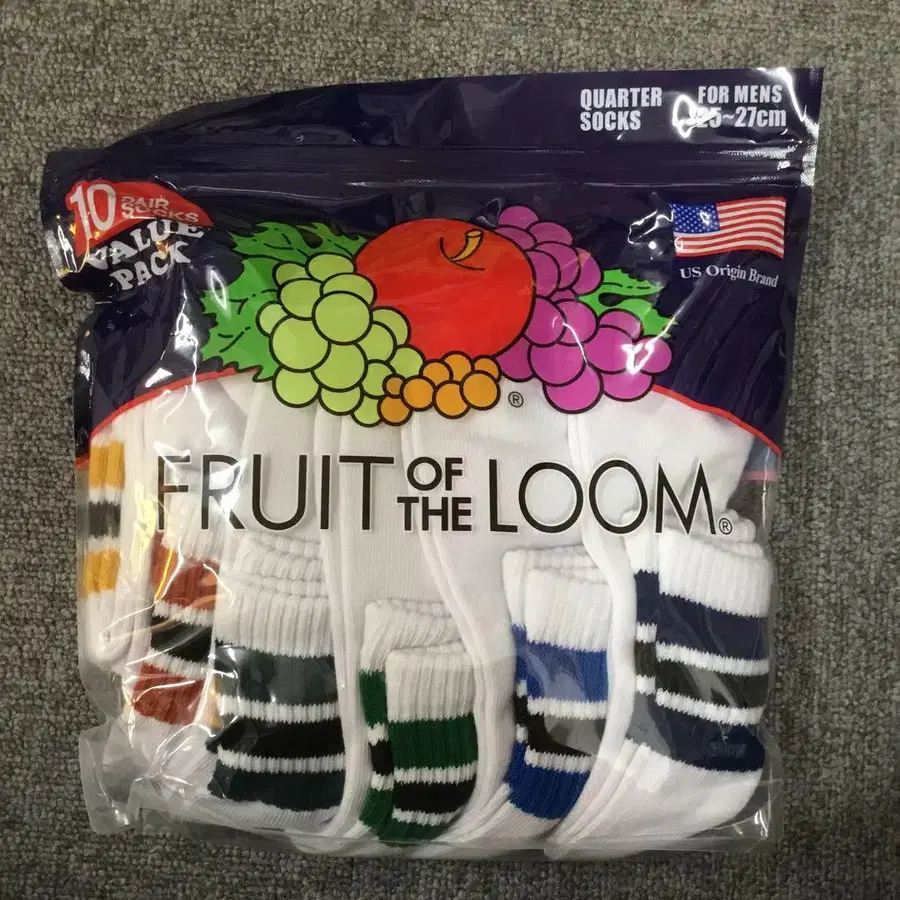 QUARTER SOCKS
FOR MENS
25~27cm
10 PAIR SOCKS
VALUE PACK
US Origin Brand
®
FRUIT OF THE LOOM®